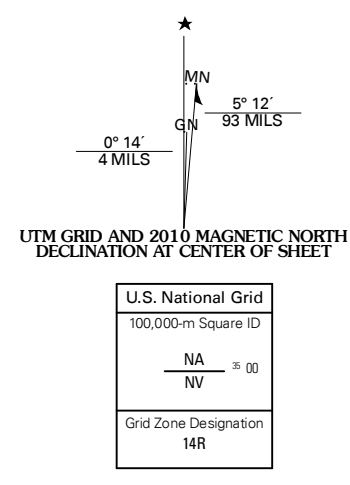 MN
5° 12´
93 MILS
GN
0° 14´
4 MILS
UTM GRID AND 2010 MAGNETIC NORTH
DECLINATION AT CENTER OF SHEET
U.S. National Grid
100,000-m Square ID
NA
35 00
NV
Grid Zone Designation
14R